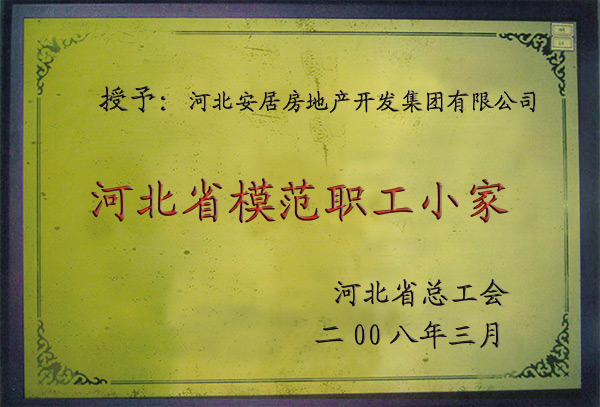 授予：河北安居房地产开发集团有限公司
河北省模范职工小家
河北省总工会
二00八年三月